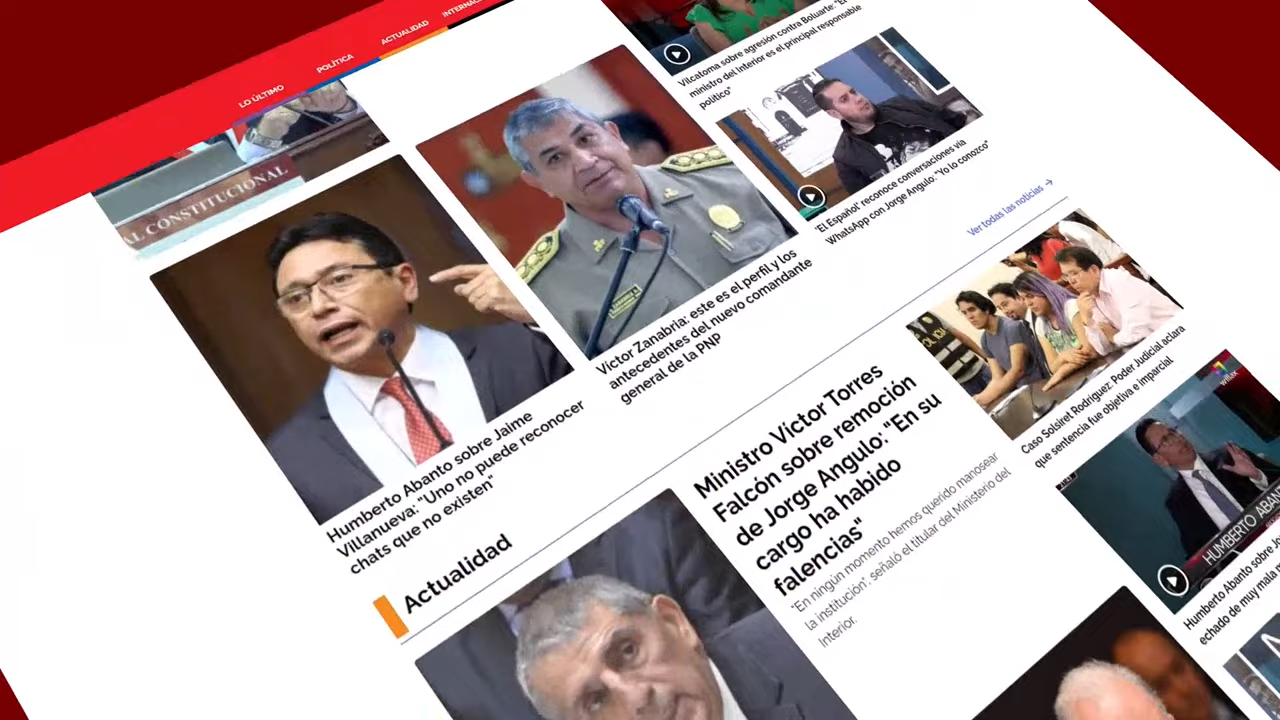 LO ÚLTIMO
POLÍTICA
ACTUALIDAD
AL CONSTITUCIONAL
Humberto Abanto sobre Jaime
Villanueva: "Uno no puede reconocer
chats que no existen"
Víctor Zanabria: este es el perfil y los
antecedentes del nuevo comandante
general de la PNP
Vilcatoma sobre agresión contra Boluarte: "El
ministro del Interior es el principal responsable
político"
'El Español' reconoce conversaciones vía
WhatsApp con Jorge Angulo: "Yo lo conozco"
Ver todas las noticias →
Actualidad
Ministro Víctor Torres
Falcón sobre remoción
de Jorge Angulo: "En su
cargo ha habido
falencias"
"En ningún momento hemos querido manosear
la institución", señaló el titular del Ministerio del
Interior.
Caso Solsiret Rodríguez: Poder Judicial aclara
que sentencia fue objetiva e imparcial
willax
HUMBERTO ABAN
Humberto Abanto sobre
echado de muy mala